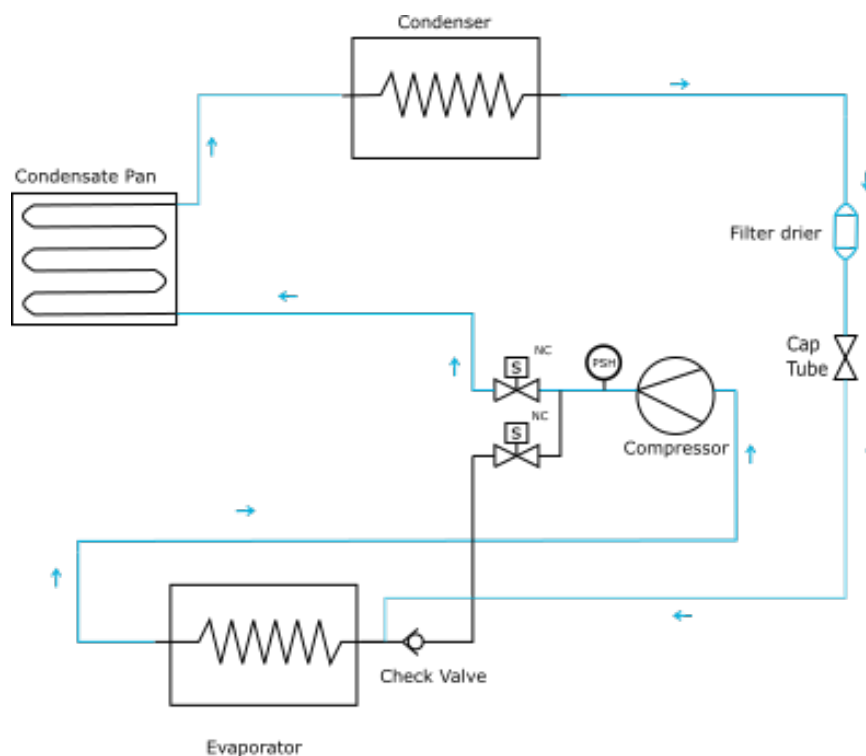 Condenser
Condensate Pan
Filter drier
NC
S
PSH
Cap
Tube
NC
S
Compressor
Check Valve
Evaporator